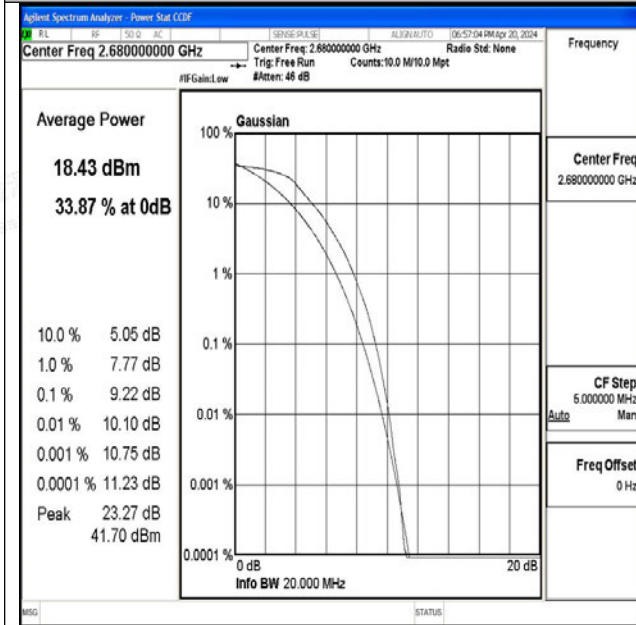 Agilent Spectrum Analyzer - Power Stat CCDF
RL RF 50 Ω AC SENSE:PULSE ALIGNAUTO 06:57:04 PM Apr 20, 2024
Center Freq 2.680000000 GHz
Center Freq: 2.680000000 GHz Radio Std: None
Trig: Free Run Counts:10.0 M/10.0 Mpt
#IFGain:Low #Atten: 46 dB
Frequency
Average Power
18.43 dBm
33.87 % at 0dB
10.0 % 5.05 dB
1.0 % 7.77 dB
0.1 % 9.22 dB
0.01 % 10.10 dB
0.001 % 10.75 dB
0.0001 % 11.23 dB
Peak 23.27 dB
41.70 dBm
Gaussian
100 %
10 %
1 %
0.1 %
0.01 %
0.001 %
0.0001 %
0 dB 20 dB
Info BW 20.000 MHz
Center Freq
2.680000000 GHz
CF Step
5.000000 MHz
Auto Man
Freq Offset
0 Hz
MSG STATUS